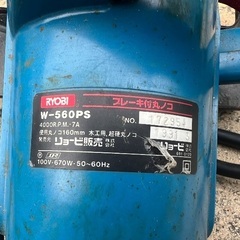 RYOBI
ブレーキ付丸ノコ
W-560PS
4000R.P.M.·7A
NO.
使用丸ノコ160mm 木工用、超硬丸ノコ
発売元 リョービ販売
リョービ
100V·670W·50~60Hz